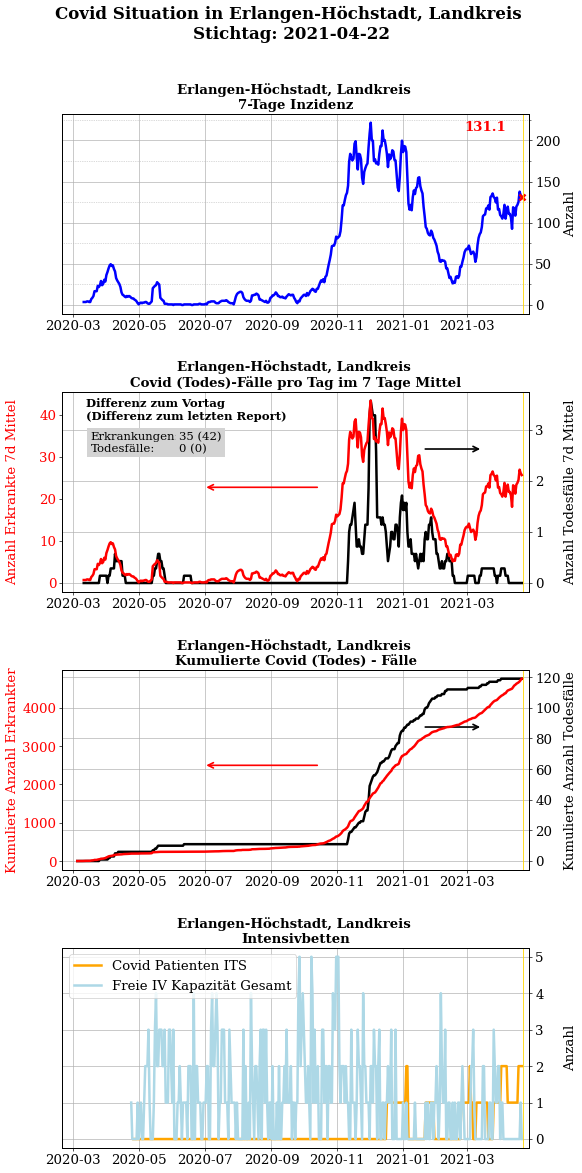 Covid Situation in Erlangen-Höchstadt, Landkreis
Stichtag: 2021-04-22
Erlangen-Höchstadt, Landkreis
7-Tage Inzidenz
131.1
200
150
100
50
0
Anzahl
2020-03 2020-05 2020-07 2020-09 2020-11 2021-01 2021-03
Erlangen-Höchstadt, Landkreis
Covid (Todes)-Fälle pro Tag im 7 Tage Mittel
Differenz zum Vortag
(Differenz zum letzten Report)
Erkrankungen 35 (42)
Todesfälle: 0 (0)
Anzahl Erkrankte 7d Mittel
40
30
20
10
0
3
2
1
0
Anzahl Todesfälle 7d Mittel
2020-03 2020-05 2020-07 2020-09 2020-11 2021-01 2021-03
Erlangen-Höchstadt, Landkreis
Kumulierte Covid (Todes) - Fälle
Kumulierte Anzahl Erkrankter
4000
3000
2000
1000
0
120
100
80
60
40
20
0
Kumulierte Anzahl Todesfälle
2020-03 2020-05 2020-07 2020-09 2020-11 2021-01 2021-03
Erlangen-Höchstadt, Landkreis
Intensivbetten
Covid Patienten ITS
Freie IV Kapazität Gesamt
5
4
3
2
1
0
Anzahl
2020-03 2020-05 2020-07 2020-09 2020-11 2021-01 2021-03